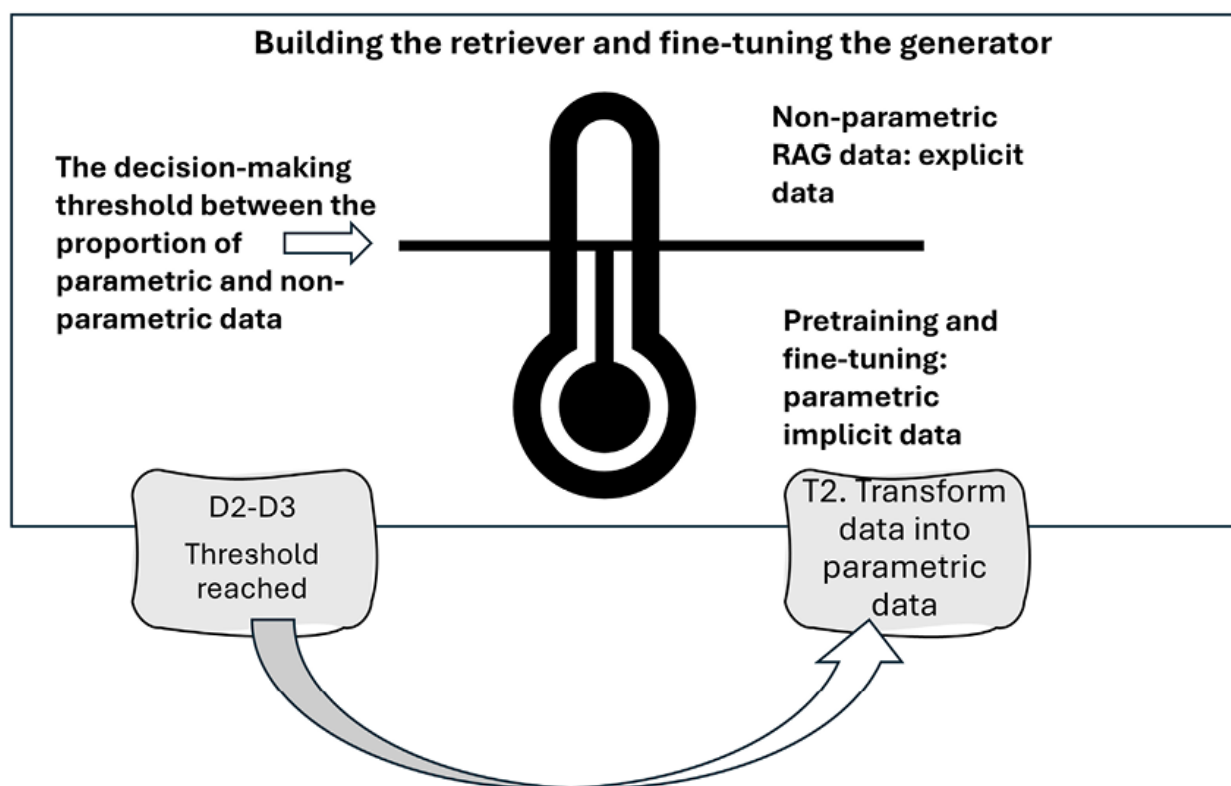 Building the retriever and fine-tuning the generator
The decision-making
threshold between the
proportion of
parametric and non-
parametric data
Non-parametric
RAG data: explicit
data
Pretraining and
fine-tuning:
parametric
implicit data
D2-D3
Threshold
reached
T2. Transform
data into
parametric
data